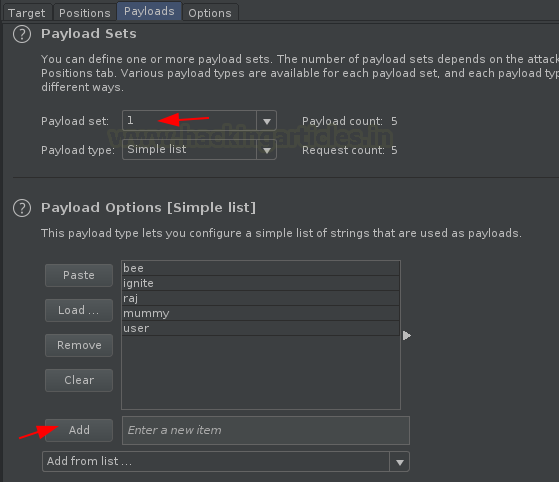 Target Positions Payloads Options
? Payload Sets
You can define one or more payload sets. The number of payload sets depends on the attack
Positions tab. Various payload types are available for each payload set, and each payload typ
different ways.
Payload set: 1 Payload count: 5
www.hackingarticles.in
Payload type: Simple list Request count: 5
? Payload Options [Simple list]
This payload type lets you configure a simple list of strings that are used as payloads.
Paste
Load ...
Remove
Clear
bee
ignite
raj
mummy
user
Add Enter a new item
Add from list ...